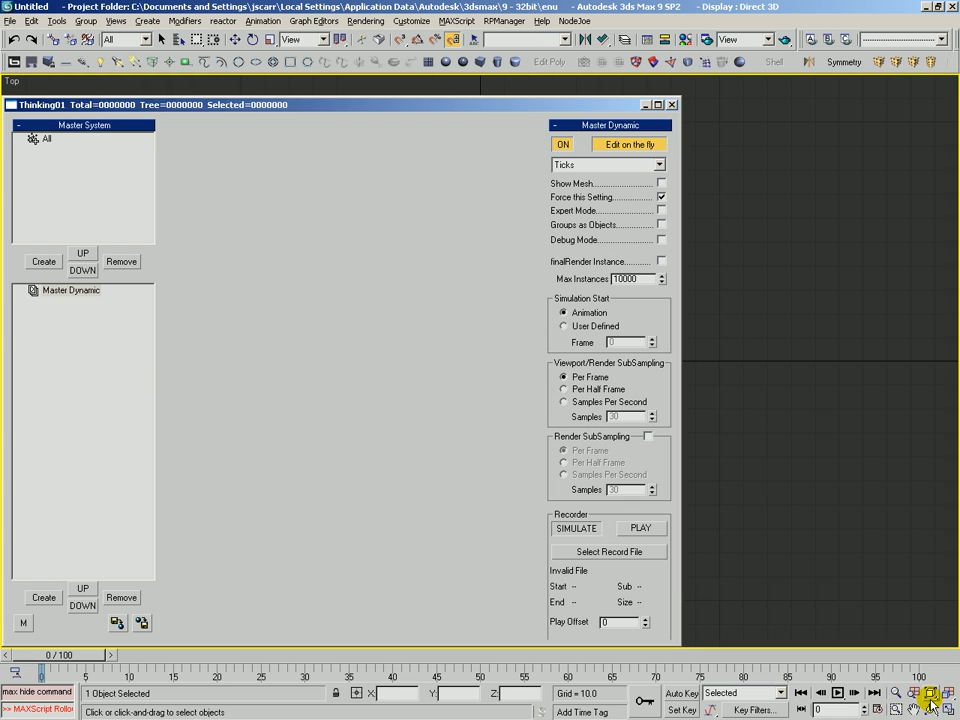 Untitled - Project Folder: C:\Documents and Settings\jscarr\Local Settings\Application Data\Autodesk\3dsmax\9 - 32bit\enu - Autodesk 3ds Max 9 SP2 - Display : Direct 3D
File Edit Tools Group Views Create Modifiers reactor Animation Graph Editors Rendering Customize MAXScript RPManager Help NodeJoe
All View View
Edit Poly Shell Symmetry
Top
Thinking01 Total=0000000 Tree=0000000 Selected=0000000
- Master System
All
Create UP DOWN Remove
Master Dynamic
Create UP DOWN Remove
M
- Master Dynamic
ON Edit on the fly
Ticks
Show Mesh
Force this Setting
Expert Mode
Groups as Objects
Debug Mode
finalRender Instance
Max Instances 10000
Simulation Start
Animation
User Defined
Frame 0
Viewport/Render SubSampling
Per Frame
Per Half Frame
Samples Per Second
Samples 30
Render SubSampling
Per Frame
Per Half Frame
Samples Per Second
Samples 30
Recorder
SIMULATE PLAY
Select Record File
Invalid File
Start -- Sub --
End -- Size --
Play Offset 0
< 0 / 100 >
0 5 10 15 20 25 30 35 40 45 50 55 60 65 70 75 80 85 90 95 100
max hide command 1 Object Selected X: Y: Z: Grid = 10.0 Auto Key Selected
>> MAXScript Rollo Click or click-and-drag to select objects Add Time Tag Set Key Key Filters... 0